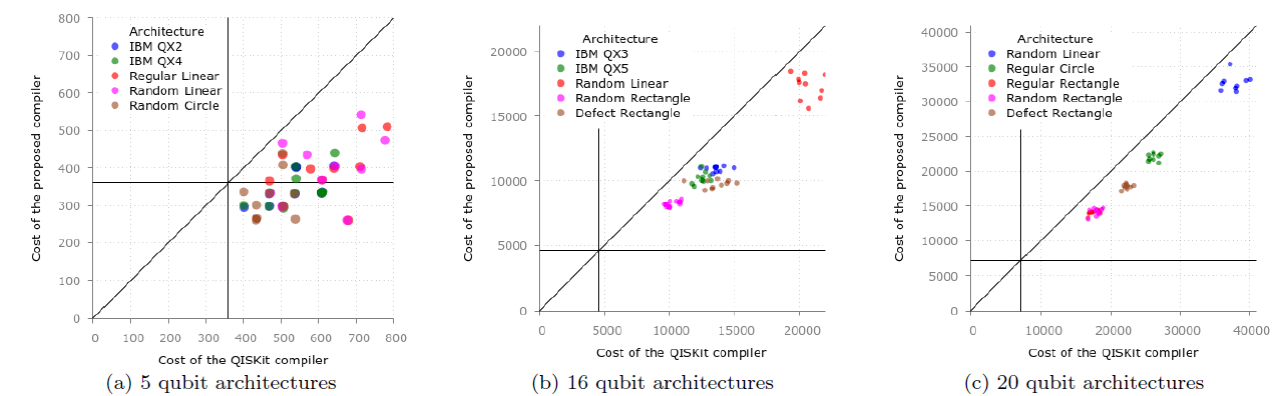 Cost of the proposed compiler
800
700
600
500
400
300
200
100
0
Architecture
IBM QX2
IBM QX4
Regular Linear
Random Linear
Random Circle
0 100 200 300 400 500 600 700 800
Cost of the QISKit compiler
(a) 5 qubit architectures
Cost of the proposed compiler
20000
15000
10000
5000
0
Architecture
IBM QX3
IBM QX5
Random Linear
Random Rectangle
Defect Rectangle
0 5000 10000 15000 20000
Cost of the QISKit compiler
(b) 16 qubit architectures
Cost of the proposed compiler
40000
35000
30000
25000
20000
15000
10000
5000
0
Architecture
Random Linear
Regular Circle
Regular Rectangle
Random Rectangle
Defect Rectangle
0 10000 20000 30000 40000
Cost of the QISKit compiler
(c) 20 qubit architectures